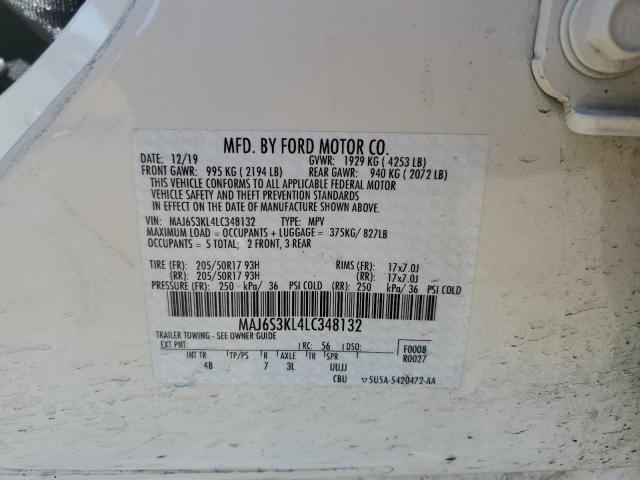 MFD. BY FORD MOTOR CO.
DATE: 12/19 GVWR: 1929 KG ( 4253 LB)
FRONT GAWR: 995 KG ( 2194 LB) REAR GAWR: 940 KG ( 2072 LB)
THIS VEHICLE CONFORMS TO ALL APPLICABLE FEDERAL MOTOR
VEHICLE SAFETY AND THEFT PREVENTION STANDARDS
IN EFFECT ON THE DATE OF MANUFACTURE SHOWN ABOVE.
VIN: MAJ6S3KL4LC348132 TYPE: MPV
MAXIMUM LOAD = OCCUPANTS + LUGGAGE = 375KG/ 827LB
OCCUPANTS = 5 TOTAL; 2 FRONT, 3 REAR
TIRE (FR): 205/50R17 93H RIMS (FR): 17x7.0J
(RR): 205/50R17 93H (RR): 17x7.0J
PRESSURE (FR): 250 kPa/ 36 PSI COLD (RR): 250 kPa/ 36 PSI COLD
MAJ6S3KL4LC348132
TRAILER TOWING - SEE OWNER GUIDE
EXT PNT: RC: 56 DSO: F0008
R0027
INT TR TP/PS R AXLE TR SPR
4B 7 3L UUJJ
CBU 5U5A-5420472-AA